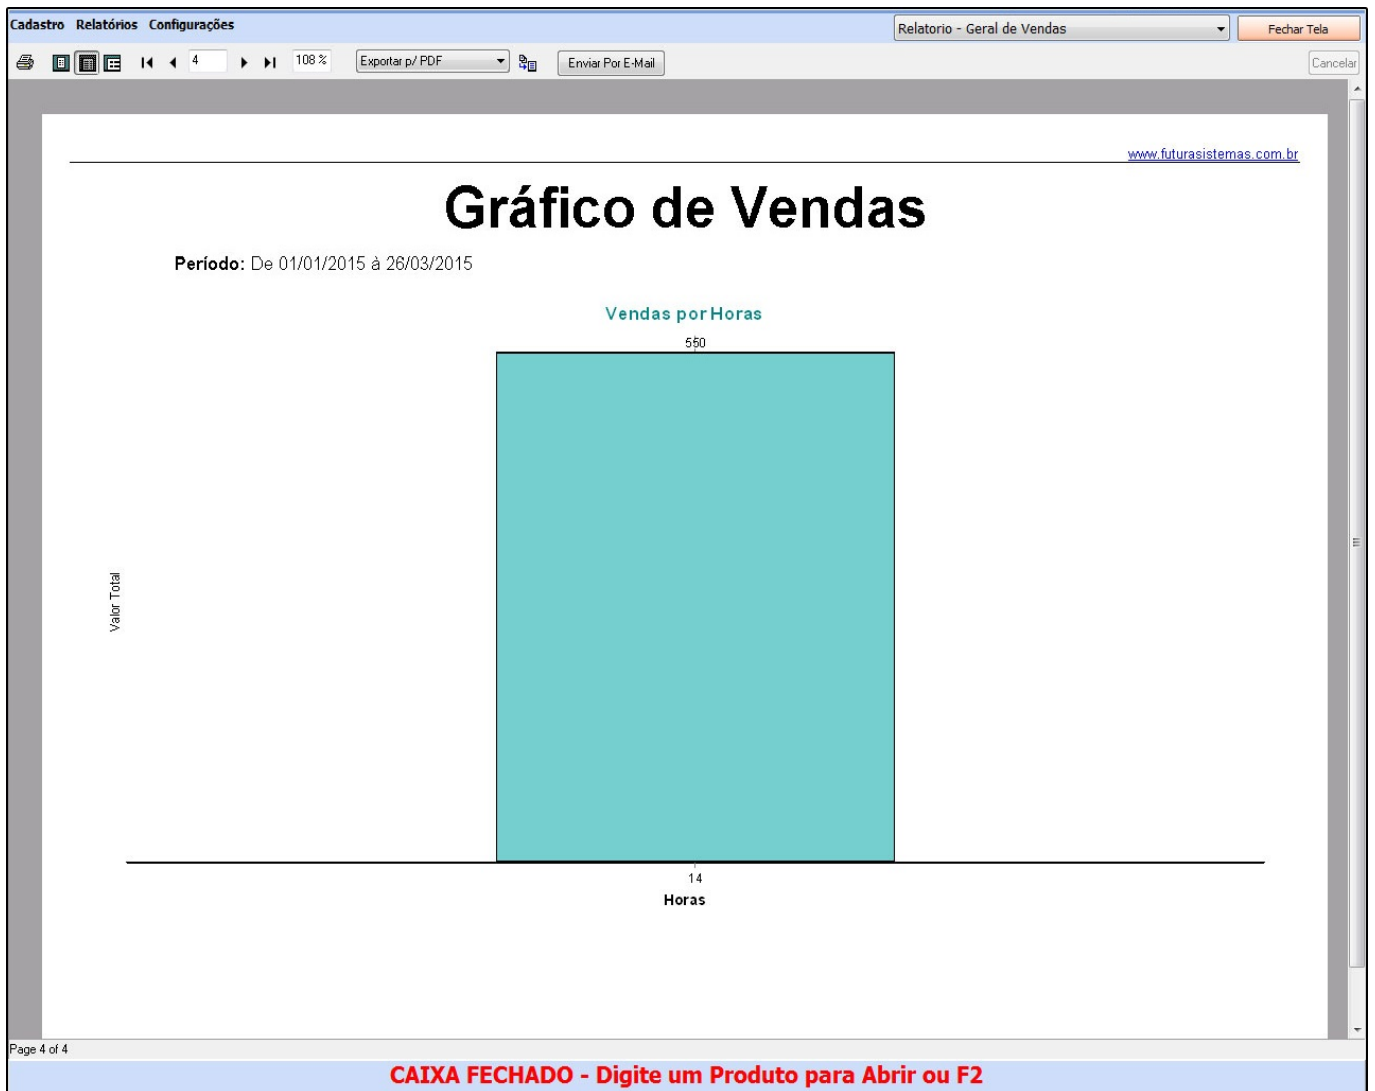 Cadastro Relatórios Configurações
Relatorio - Geral de Vendas
Fechar Tela
4
108 %
Exportar p/ PDF
Enviar Por E-Mail
Cancelar
www.futurasistemas.com.br
Gráfico de Vendas
Período: De 01/01/2015 à 26/03/2015
Vendas por Horas
550
Valor Total
14
Horas
Page 4 of 4
CAIXA FECHADO - Digite um Produto para Abrir ou F2